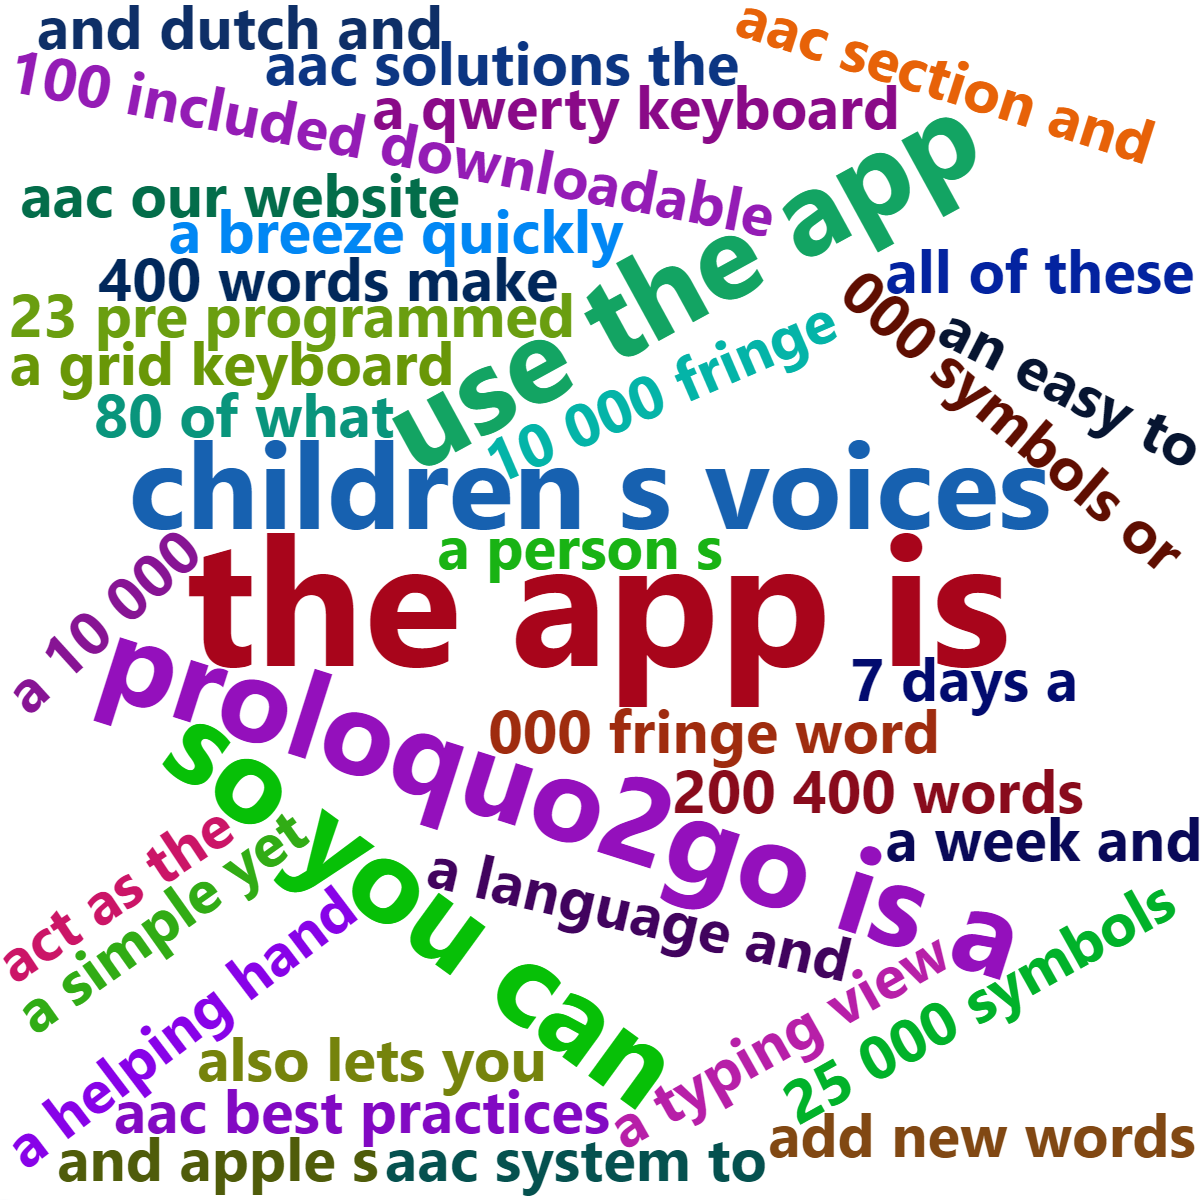 and dutch and
aac section and
aac solutions the
100 included downloadable
a qwerty keyboard
use the app
aac our website
a breeze quickly
400 words make
all of these
23 pre programmed
000 symbols or
an easy to
10 000 fringe
a grid keyboard
80 of what
children s voices
a person s
a 10 000
the app is
proloquo2go is a
7 days a
000 fringe word
so you can
200 400 words
act as the
a simple yet
a week and
a language and
a helping hand
25 000 symbols
a typing view
also lets you
aac best practices
add new words
and apple s
aac system to